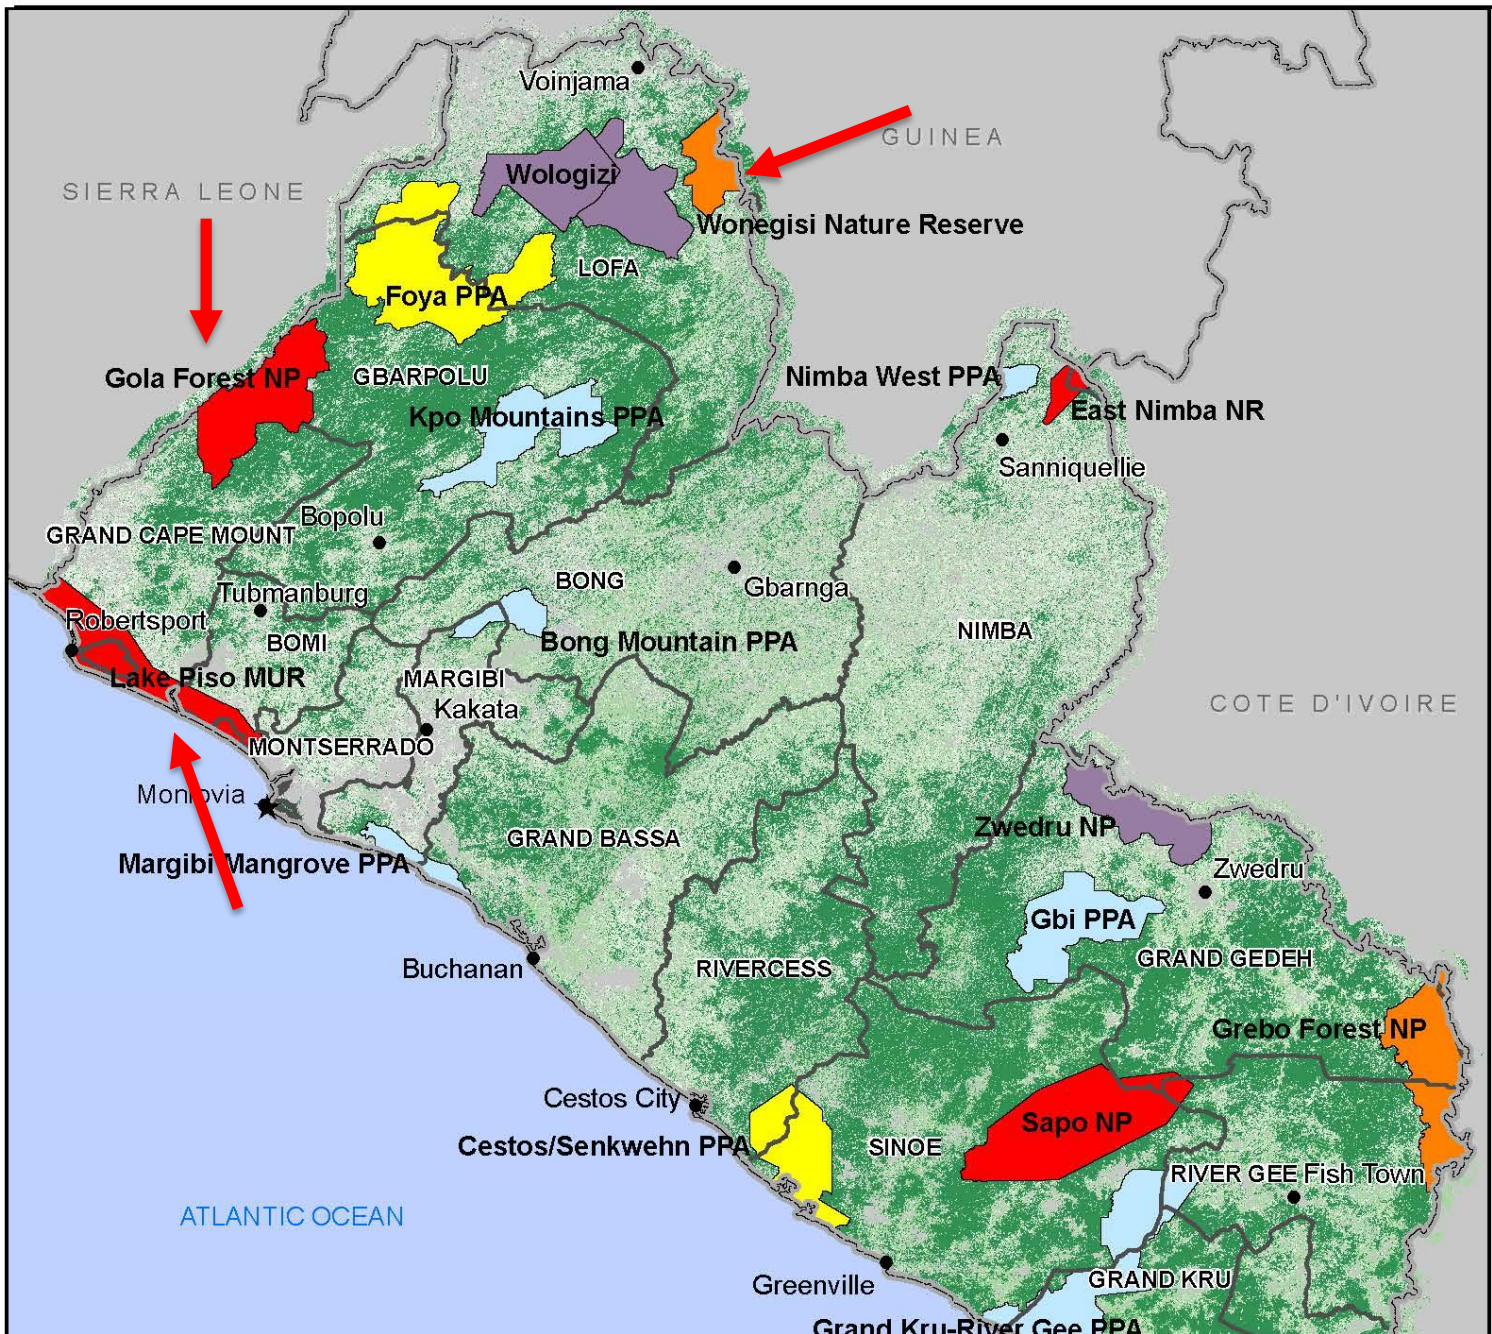 Voinjama
GUINEA
Wologizi
SIERRA LEONE
Wonegisi Nature Reserve
LOFA
Foya PPA
Gola Forest NP
GBARPOLU
Nimba West PPA
Kpo Mountains PPA
East Nimba NR
Sanniquellie
Bopolu
GRAND CAPE MOUNT
BONG
Gbarnga
Tubmanburg
Robertsport
BOMI
Bong Mountain PPA
NIMBA
Lake Piso MUR
MARGIBI
Kakata
COTE D'IVOIRE
MONTSERRADO
Monrovia
Zwedru NP
GRAND BASSA
Margibi Mangrove PPA
Zwedru
Gbi PPA
Buchanan
RIVERCESS
GRAND GEDEH
Grebo Forest NP
Cestos City
Sapo NP
Cestos/Senkwehn PPA
SINOE
RIVER GEE
Fish Town
ATLANTIC OCEAN
Greenville
GRAND KRU
Grand Kru-River Gee PPA